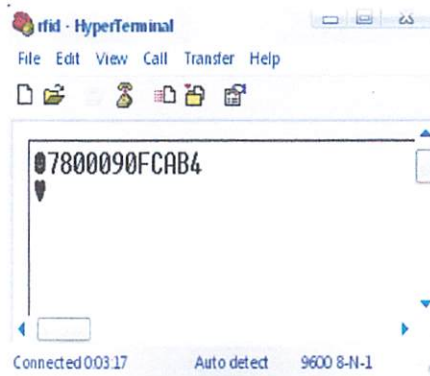 rfid - HyperTerminal
File Edit View Call Transfer Help
07800090FCAB4
Connected 0:03:17 Auto detect 9600 8-N-1